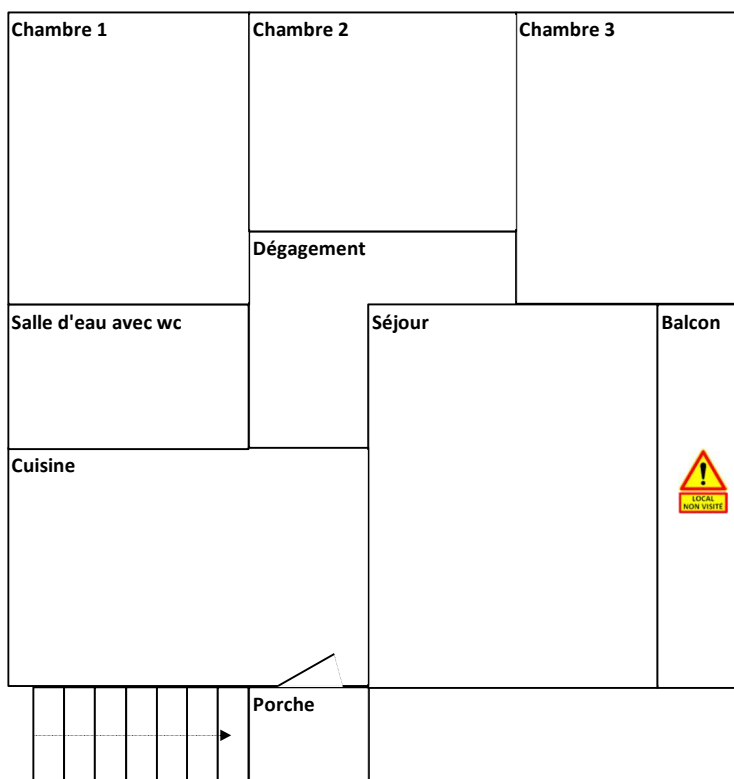 Chambre 1
Chambre 2
Chambre 3
Dégagement
Salle d'eau avec wc
Séjour
Balcon
Cuisine
LOCAL
NON VISITÉ
Porche